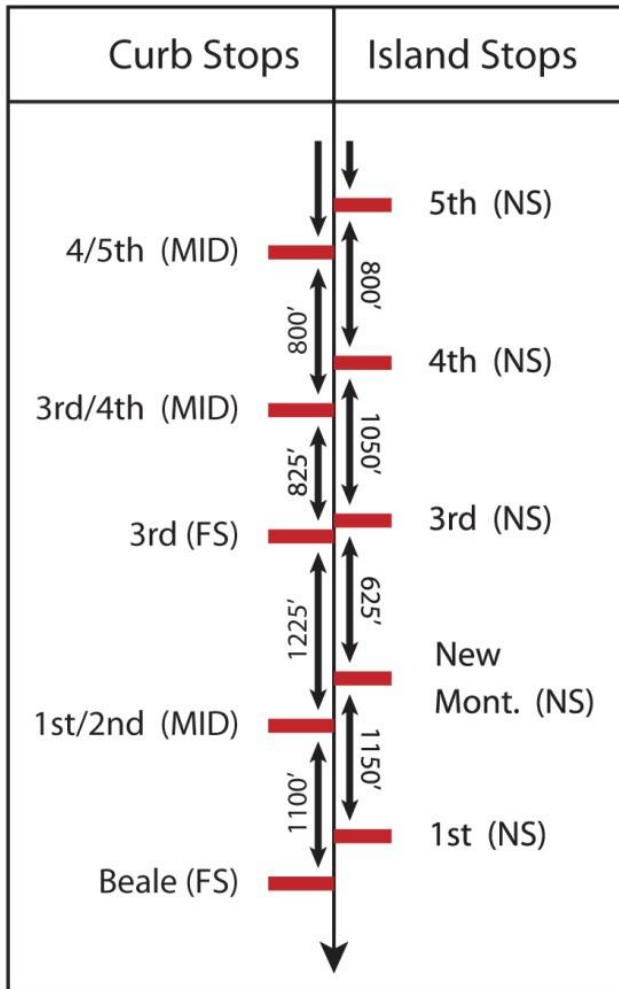 Curb Stops
Island Stops
5th (NS)
4/5th (MID)
800’
800’
4th (NS)
3rd/4th (MID)
1050’
825’
3rd (NS)
3rd (FS)
625’
1225’
New
Mont. (NS)
1st/2nd (MID)
1150’
1100’
1st (NS)
Beale (FS)